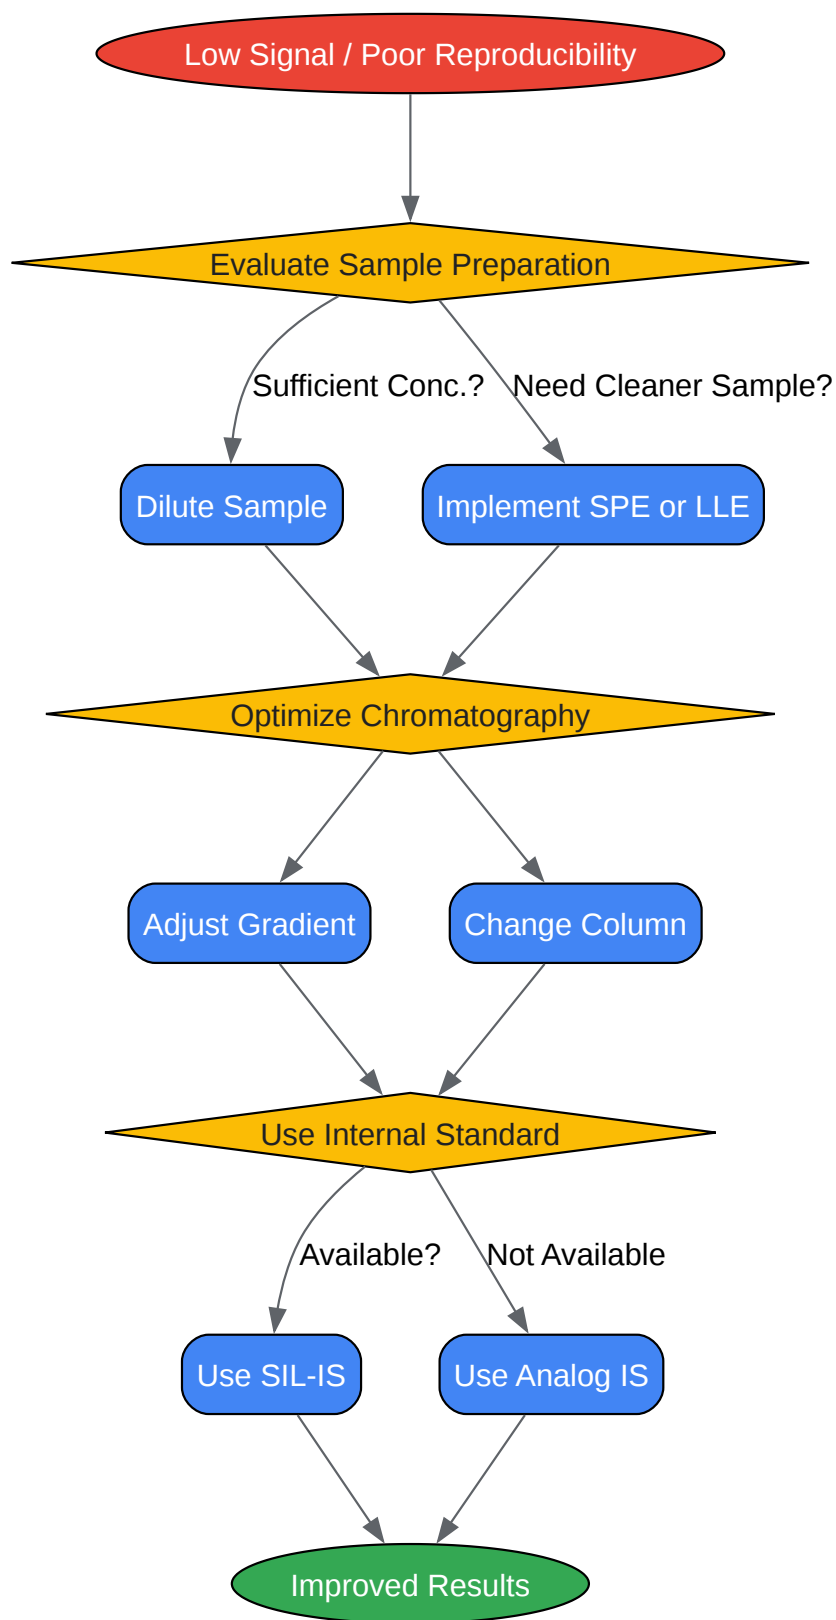 Low Signal / Poor Reproducibility
Evaluate Sample Preparation
Sufficient Conc.?
Need Cleaner Sample?
Dilute Sample
Implement SPE or LLE
Optimize Chromatography
Adjust Gradient
Change Column
Use Internal Standard
Available?
Not Available
Use SIL-IS
Use Analog IS
Improved Results